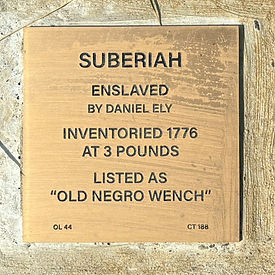 SUBERIAH
ENSLAVED
BY DANIEL ELY
INVENTORIED 1776
AT 3 POUNDS
LISTED AS
“OLD NEGRO WENCH”
OL 44 CT 188